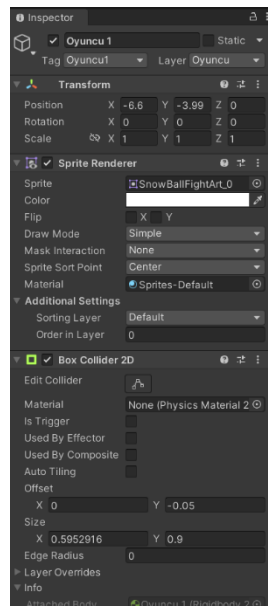 Inspector
Oyuncu 1 Static
Tag Oyuncu1 Layer Oyuncu
Transform
Position X -6.6 Y -3.99 Z 0
Rotation X 0 Y 0 Z 0
Scale X 1 Y 1 Z 1
Sprite Renderer
Sprite SnowBallFightArt_0
Color
Flip X Y
Draw Mode Simple
Mask Interaction None
Sprite Sort Point Center
Material Sprites-Default
Additional Settings
Sorting Layer Default
Order in Layer 0
Box Collider 2D
Edit Collider
Material None (Physics Material 2
Is Trigger
Used By Effector
Used By Composite
Auto Tiling
Offset
X 0 Y -0.05
Size
X 0.5952916 Y 0.9
Edge Radius 0
Layer Overrides
Info
Attached Body Oyuncu 1 (Rigidbody 2